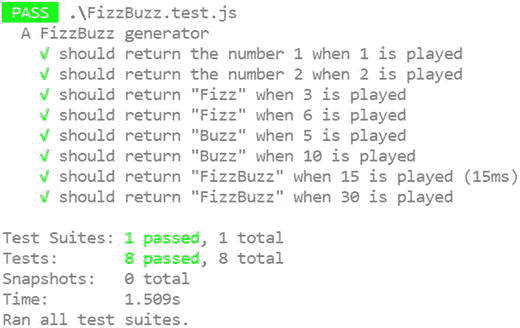 PASS .\FizzBuzz.test.js
A FizzBuzz generator
√ should return the number 1 when 1 is played
√ should return the number 2 when 2 is played
√ should return "Fizz" when 3 is played
√ should return "Fizz" when 6 is played
√ should return "Buzz" when 5 is played
√ should return "Buzz" when 10 is played
√ should return "FizzBuzz" when 15 is played (15ms)
√ should return "FizzBuzz" when 30 is played
Test Suites: 1 passed, 1 total
Tests: 8 passed, 8 total
Snapshots: 0 total
Time: 1.509s
Ran all test suites.